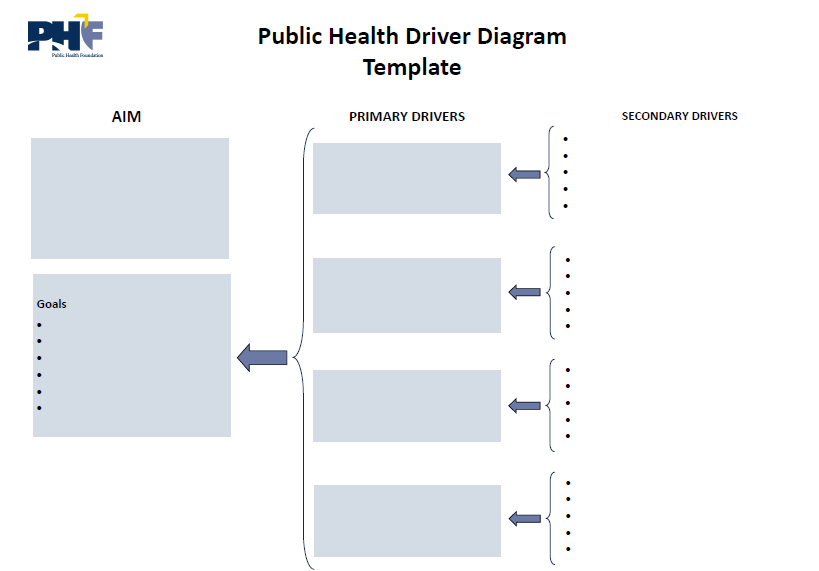 PHF
Public Health Foundation
Public Health Driver Diagram
Template
AIM
PRIMARY DRIVERS
SECONDARY DRIVERS
Goals